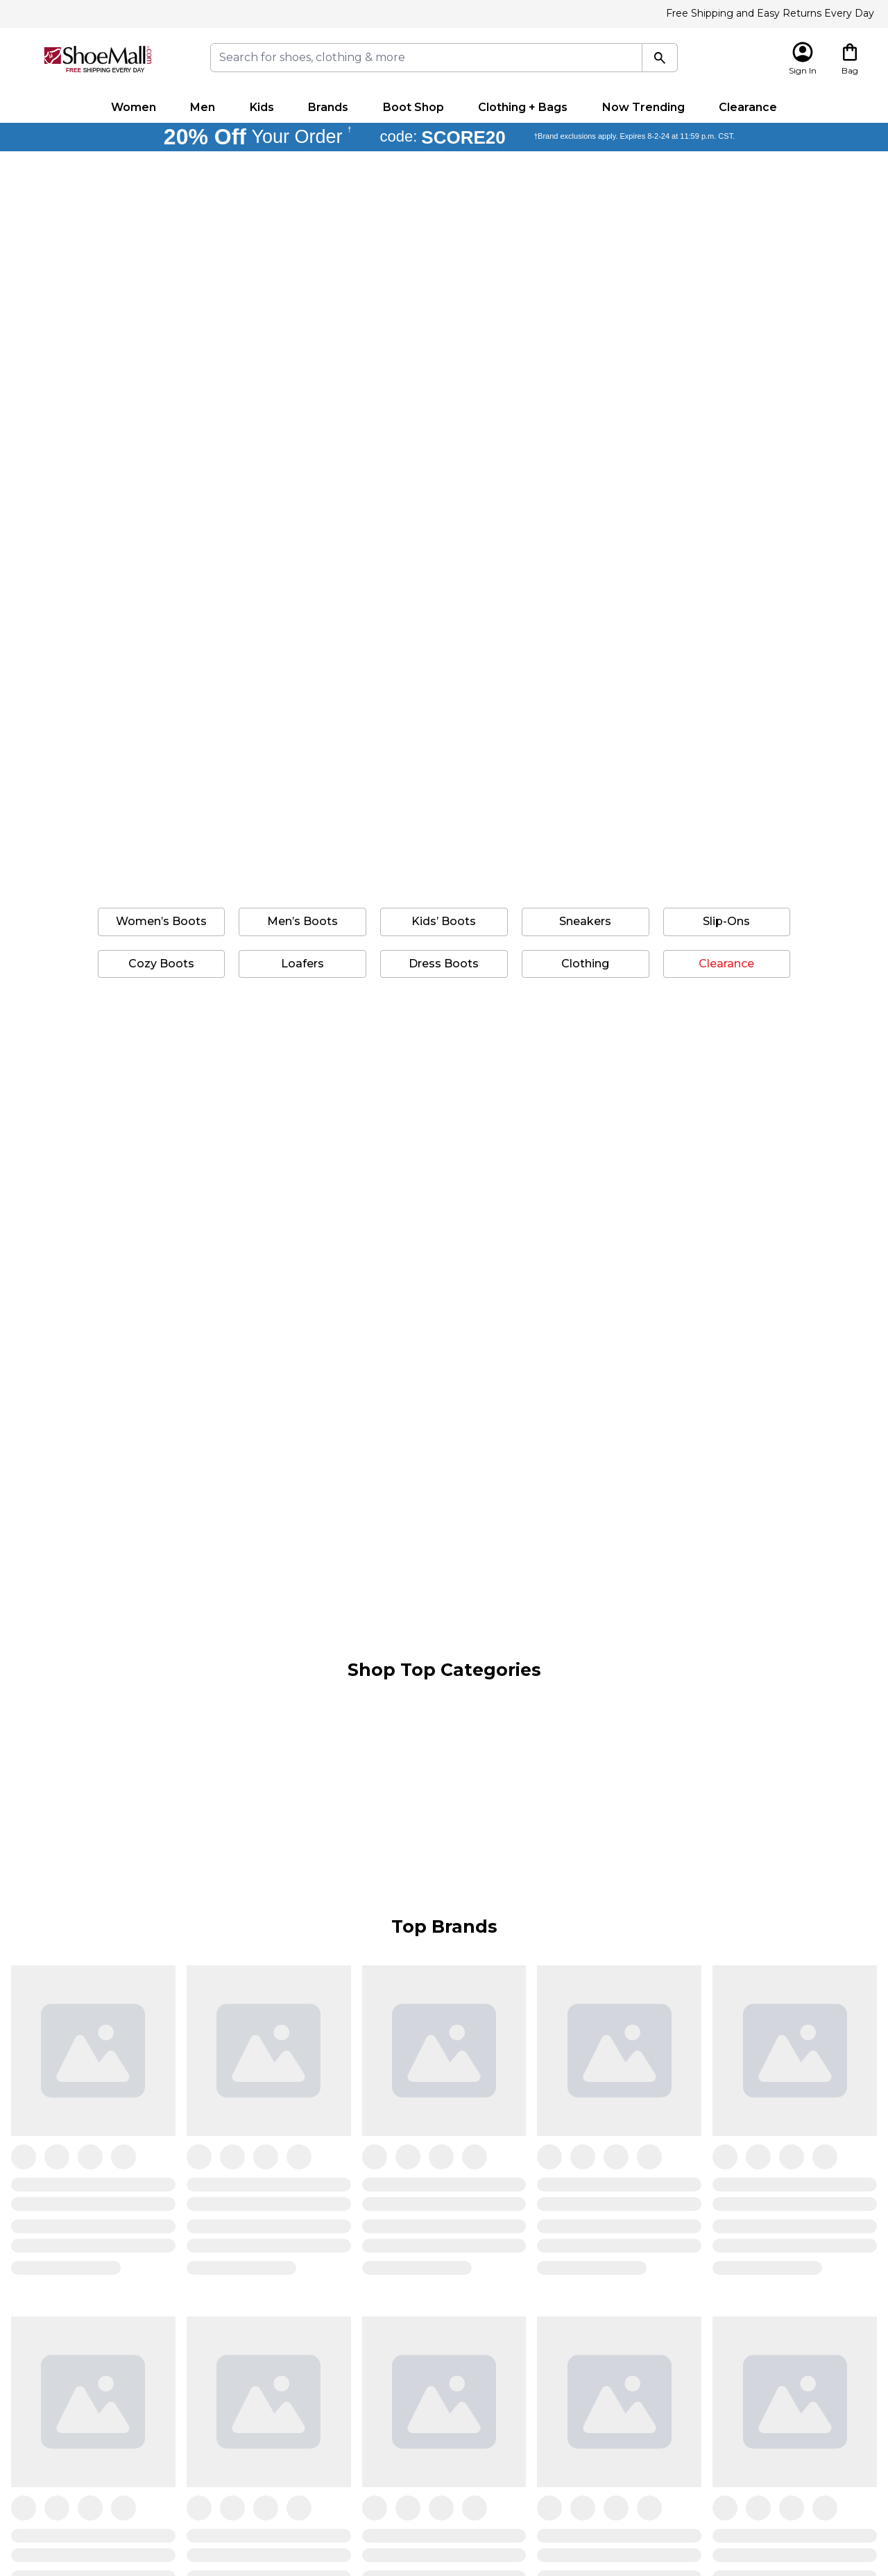 Free Shipping and Easy Returns Every Day
ShoeMall.com
FREE SHIPPING EVERY DAY
Search for shoes, clothing & more
Sign In
Bag
Women Men Kids Brands Boot Shop Clothing + Bags Now Trending Clearance
20% Off Your Order † code: SCORE20 †Brand exclusions apply. Expires 8-2-24 at 11:59 p.m. CST.
Women's Boots Men's Boots Kids' Boots Sneakers Slip-Ons
Cozy Boots Loafers Dress Boots Clothing Clearance
Shop Top Categories
Top Brands